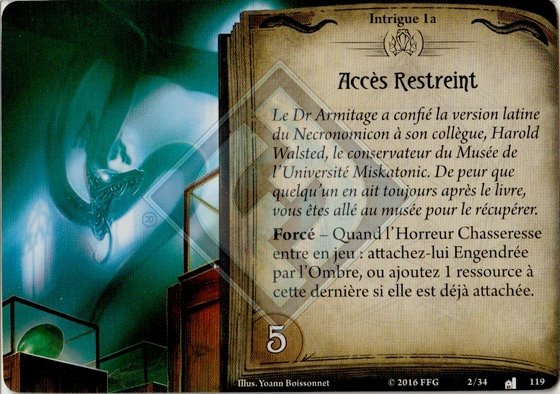 Intrigue 1a
Accès Restreint
Le Dr Armitage a confié la version latine
du Necronomicon à son collègue, Harold
Walsted, le conservateur du Musée de
l'Université Miskatonic. De peur que
quelqu'un en ait toujours après le livre,
vous êtes allé au musée pour le récupérer.
Forcé – Quand l'Horreur Chasseresse
entre en jeu : attachez-lui Engendrée
par l'Ombre, ou ajoutez 1 ressource à
cette dernière si elle est déjà attachée.
5
Illus. Yoann Boissonnet © 2016 FFG 2/34 119